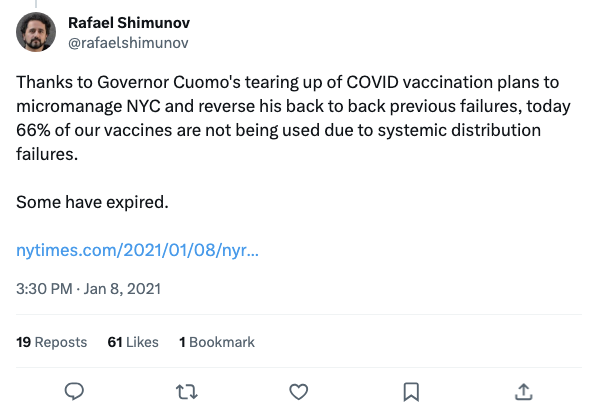 Rafael Shimunov
@rafaelshimunov
Thanks to Governor Cuomo's tearing up of COVID vaccination plans to
micromanage NYC and reverse his back to back previous failures, today
66% of our vaccines are not being used due to systemic distribution
failures.
Some have expired.
nytimes.com/2021/01/08/nyr...
3:30 PM · Jan 8, 2021
19 Reposts 61 Likes 1 Bookmark